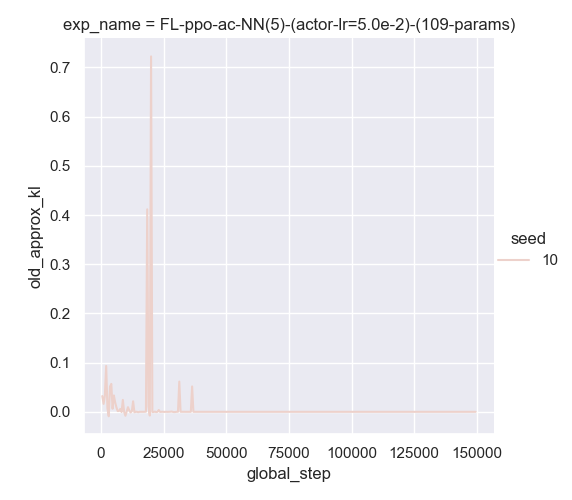 exp_name = FL-ppo-ac-NN(5)-(actor-lr=5.0e-2)-(109-params)
0.7
0.6
0.5
0.4
0.3
0.2
0.1
0.0
old_approx_kl
0 25000 50000 75000 100000 125000 150000
global_step
seed
10